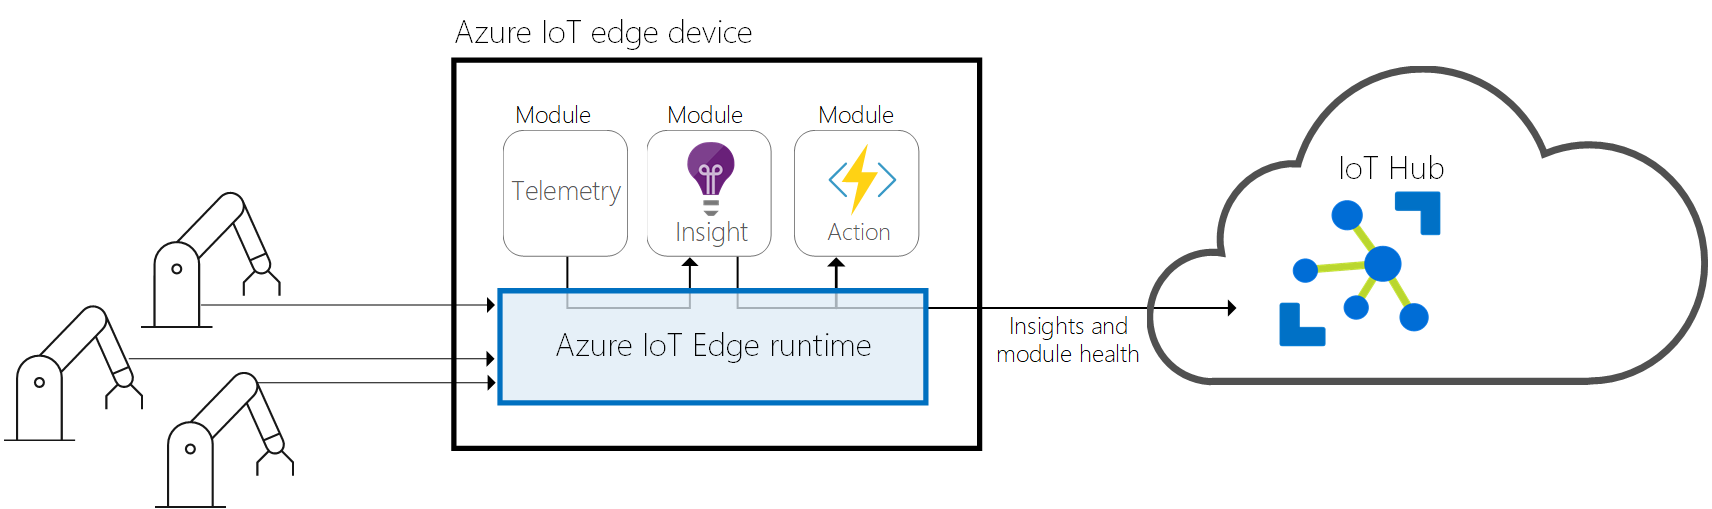 Azure IoT edge device
Module
Module
Module
Telemetry
Insight
Action
Azure IoT Edge runtime
Insights and
module health
IoT Hub